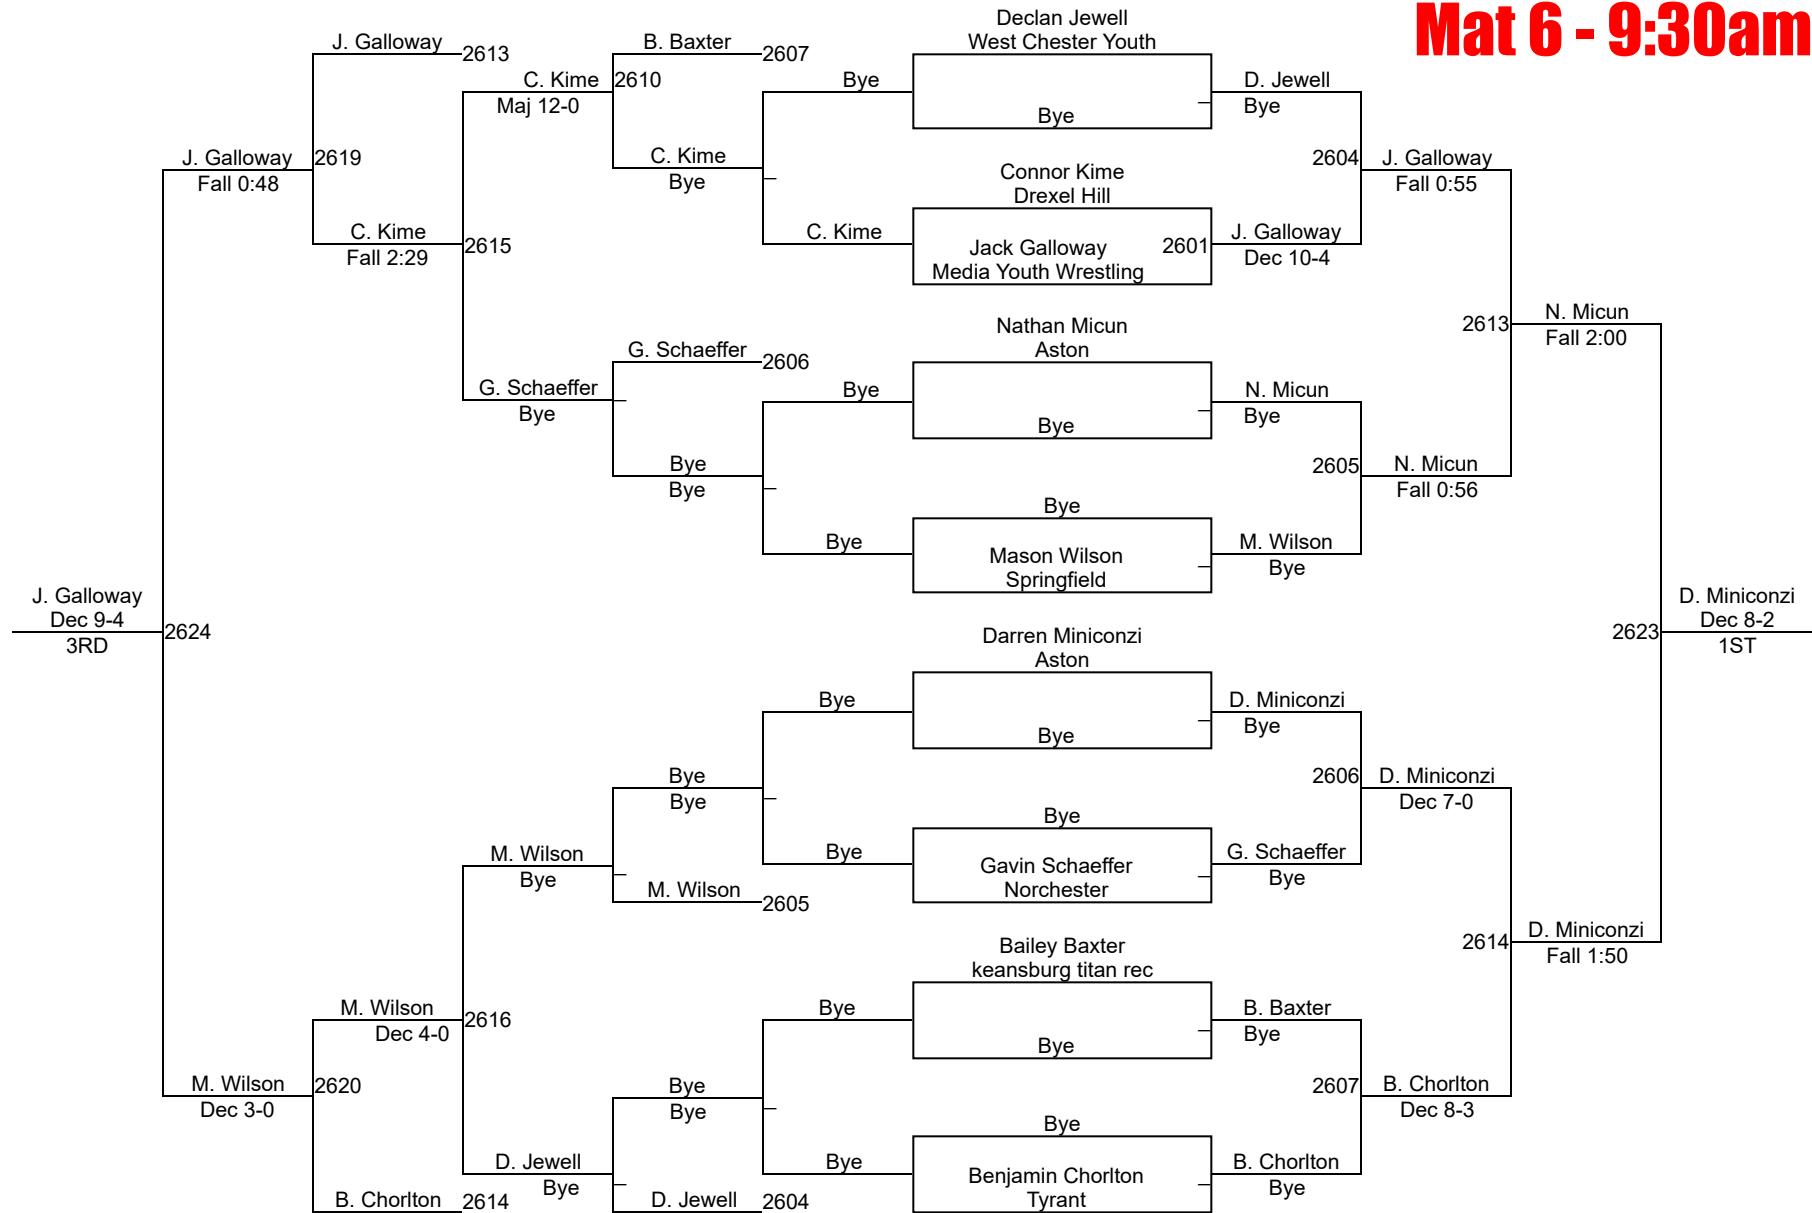 Mat 6 - 9:30am
Declan Jewell
West Chester Youth
J. Galloway
2613
B. Baxter
2607
C. Kime
2610
Maj 12-0
Bye
D. Jewell
Bye
Bye
J. Galloway
2619
Fall 0:48
C. Kime
Bye
2604
J. Galloway
Fall 0:55
Connor Kime
Drexel Hill
C. Kime
Fall 2:29
2615
C. Kime
Jack Galloway
Media Youth Wrestling
2601
J. Galloway
Dec 10-4
Nathan Micun
Aston
2613
N. Micun
Fall 2:00
G. Schaeffer
2606
G. Schaeffer
Bye
Bye
N. Micun
Bye
Bye
Bye
Bye
2605
N. Micun
Fall 0:56
Bye
Bye
Mason Wilson
Springfield
M. Wilson
Bye
J. Galloway
Dec 9-4
3RD
2624
D. Miniconzi
Dec 8-2
1ST
2623
Darren Miniconzi
Aston
Bye
D. Miniconzi
Bye
Bye
Bye
Bye
2606
D. Miniconzi
Dec 7-0
Bye
M. Wilson
Bye
Bye
Gavin Schaeffer
Norchester
G. Schaeffer
Bye
M. Wilson
2605
2614
D. Miniconzi
Fall 1:50
Bailey Baxter
keansburg titan rec
M. Wilson
Dec 4-0
2616
Bye
B. Baxter
Bye
Bye
M. Wilson
Dec 3-0
2620
Bye
Bye
2607
B. Chorlton
Dec 8-3
Bye
D. Jewell
Bye
Bye
Benjamin Chorlton
Tyrant
B. Chorlton
Bye
B. Chorlton
2614
D. Jewell
2604